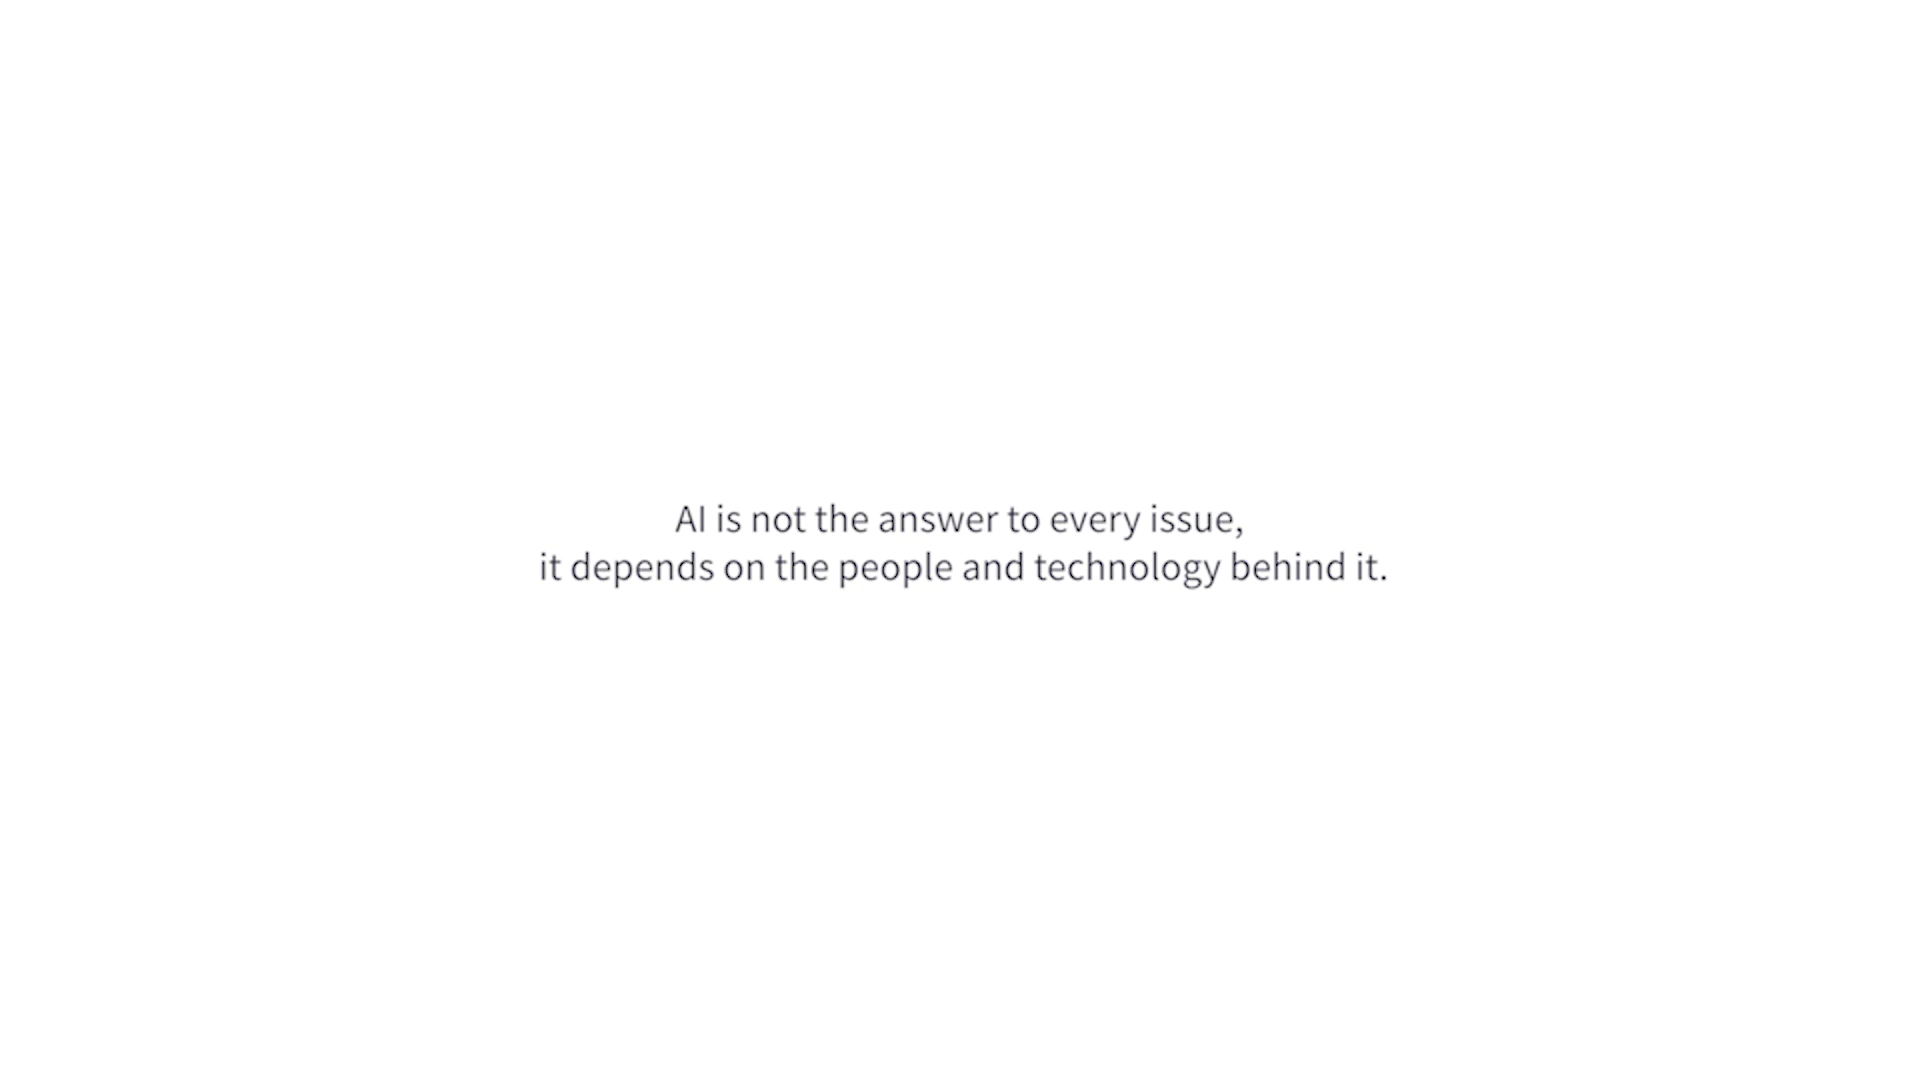 AI is not the answer to every issue,
it depends on the people and technology behind it.